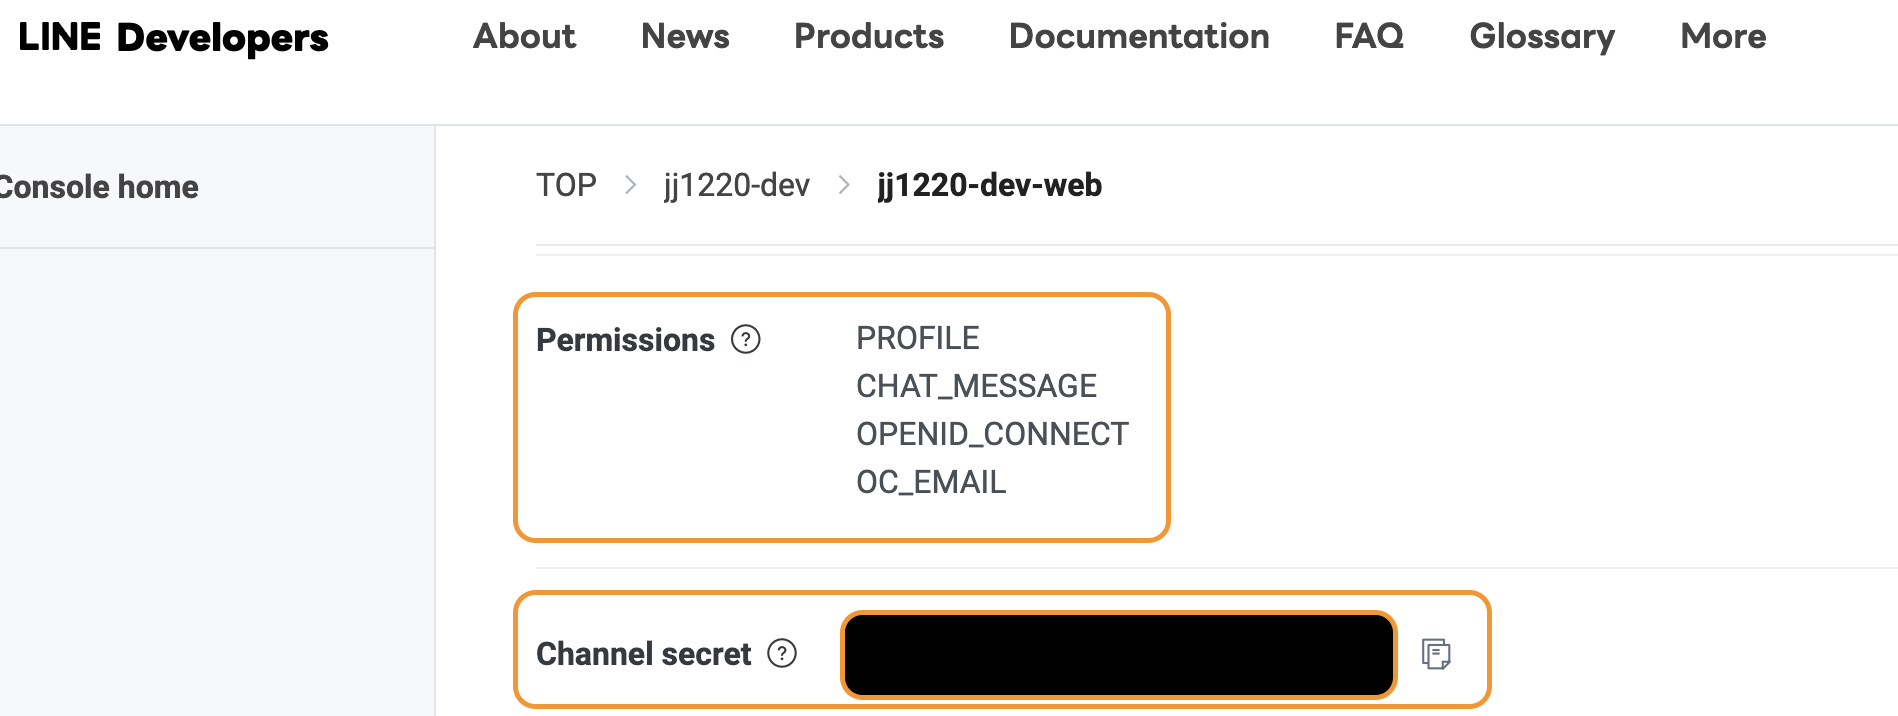 LINE Developers
About News Products Documentation FAQ Glossary More
Console home
TOP > jj1220-dev > jj1220-dev-web
Permissions ? PROFILE
CHAT_MESSAGE
OPENID_CONNECT
OC_EMAIL
Channel secret ?